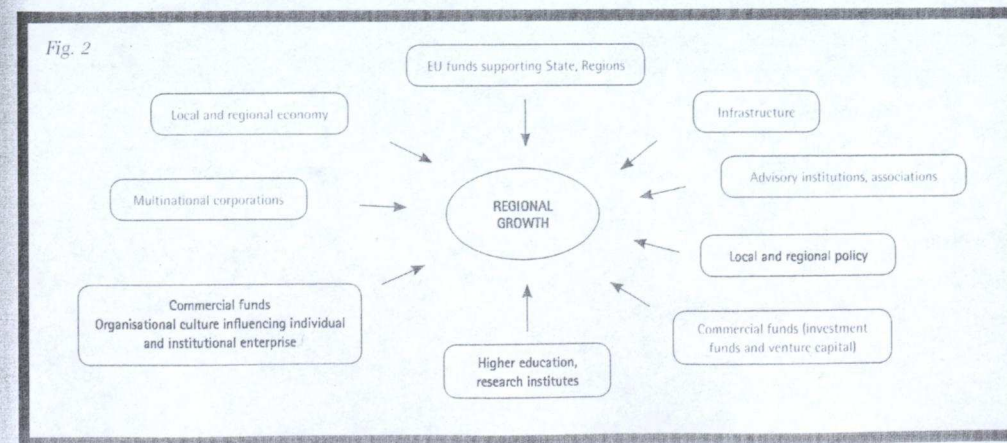 Fig. 2
EU funds supporting State, Regions
Local and regional economy
Infrastructure
Advisory institutions, associations
Multinational corporations
REGIONAL
GROWTH
Local and regional policy
Commercial funds
Organisational culture influencing individual
and institutional enterprise
Commercial funds (investment
funds and venture capital)
Higher education,
research institutes